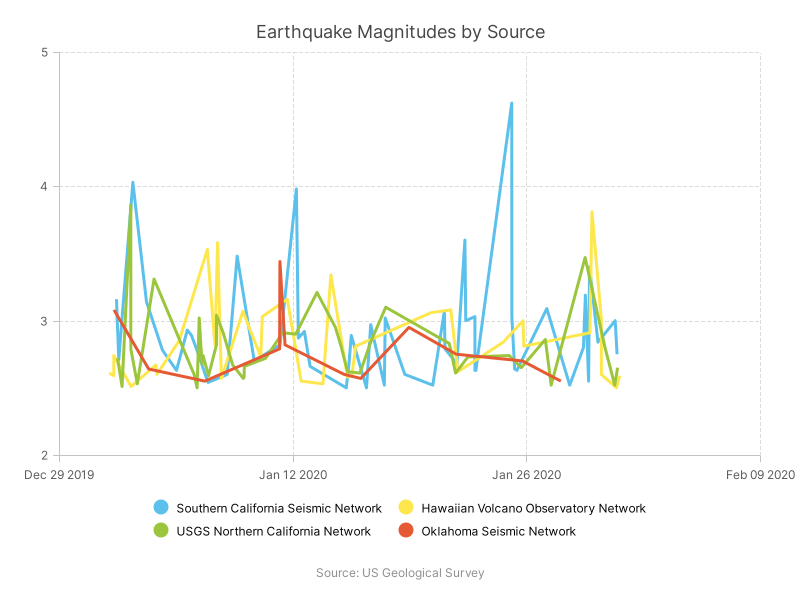 Earthquake Magnitudes by Source
5
4
3
2
Dec 29 2019 Jan 12 2020 Jan 26 2020 Feb 09 2020
Southern California Seismic Network Hawaiian Volcano Observatory Network
USGS Northern California Network Oklahoma Seismic Network
Source: US Geological Survey